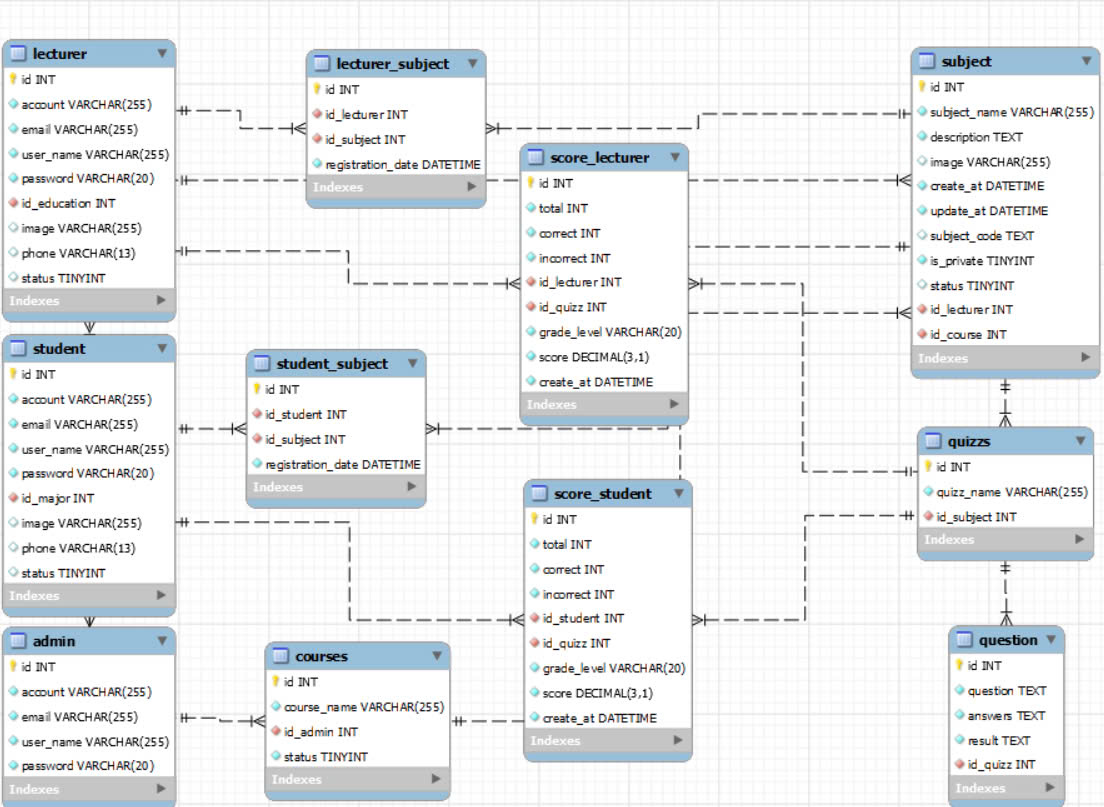 lecturer
id INT
account VARCHAR(255)
email VARCHAR(255)
user_name VARCHAR(255)
password VARCHAR(20)
id_education INT
image VARCHAR(255)
phone VARCHAR(13)
status TINYINT
Indexes
lecturer_subject
id INT
id_lecturer INT
id_subject INT
registration_date DATETIME
Indexes
score_lecturer
id INT
total INT
correct INT
incorrect INT
id_lecturer INT
id_quizz INT
grade_level VARCHAR(20)
score DECIMAL(3,1)
create_at DATETIME
Indexes
subject
id INT
subject_name VARCHAR(255)
description TEXT
image VARCHAR(255)
create_at DATETIME
update_at DATETIME
subject_code TEXT
is_private TINYINT
status TINYINT
id_lecturer INT
id_course INT
Indexes
student
id INT
account VARCHAR(255)
email VARCHAR(255)
user_name VARCHAR(255)
password VARCHAR(20)
id_major INT
image VARCHAR(255)
phone VARCHAR(13)
status TINYINT
Indexes
student_subject
id INT
id_student INT
id_subject INT
registration_date DATETIME
Indexes
score_student
id INT
total INT
correct INT
incorrect INT
id_student INT
id_quizz INT
grade_level VARCHAR(20)
score DECIMAL(3,1)
create_at DATETIME
Indexes
quizzs
id INT
quizz_name VARCHAR(255)
id_subject INT
Indexes
admin
id INT
account VARCHAR(255)
email VARCHAR(255)
user_name VARCHAR(255)
password VARCHAR(20)
Indexes
courses
id INT
course_name VARCHAR(255)
id_admin INT
status TINYINT
Indexes
question
id INT
question TEXT
answers TEXT
result TEXT
id_quizz INT
Indexes